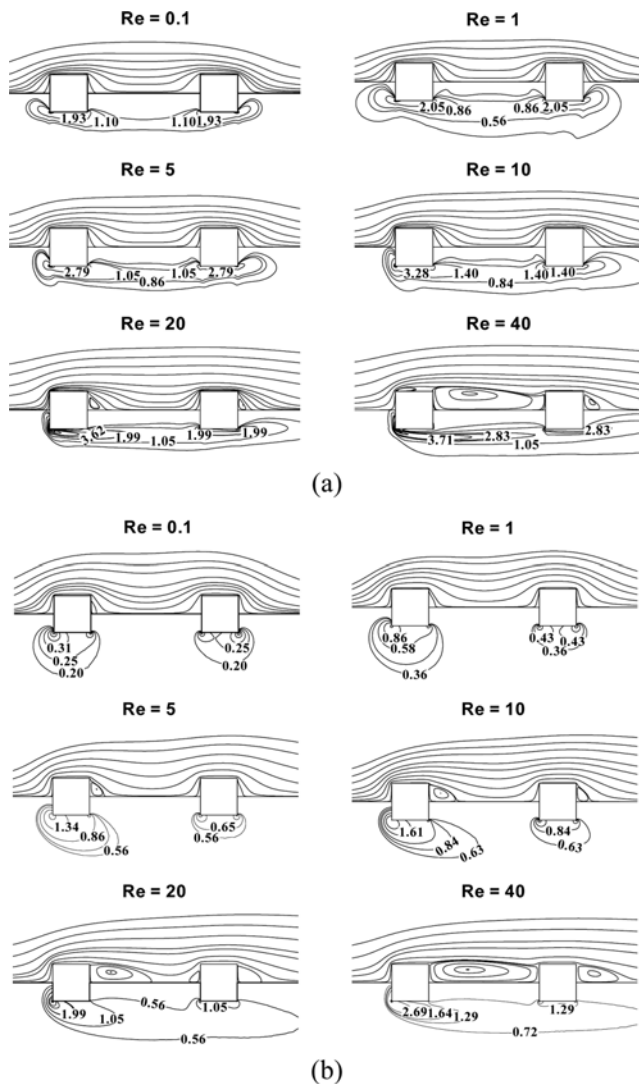 Re = 0.1
Re = 1
1.93 1.10 1.10 1.93
2.05 0.86 0.86 2.05
0.56
Re = 5
Re = 10
2.79 1.05 1.05 2.79
0.86
3.28 1.40 1.40 1.40
0.84
Re = 20
Re = 40
3.62 1.99 1.05 1.99 1.99
3.71 2.83 2.83
1.05
(a)
Re = 0.1
Re = 1
0.31 0.25
0.25 0.20
0.20
0.86 0.43 0.43
0.58 0.36
0.36
Re = 5
Re = 10
1.34 0.65
0.86 0.56
0.56
1.61 0.84
0.84 0.63
0.63
Re = 20
Re = 40
1.99 0.56 1.05
1.05
0.56
2.69 1.64 1.29 1.29
0.72
(b)